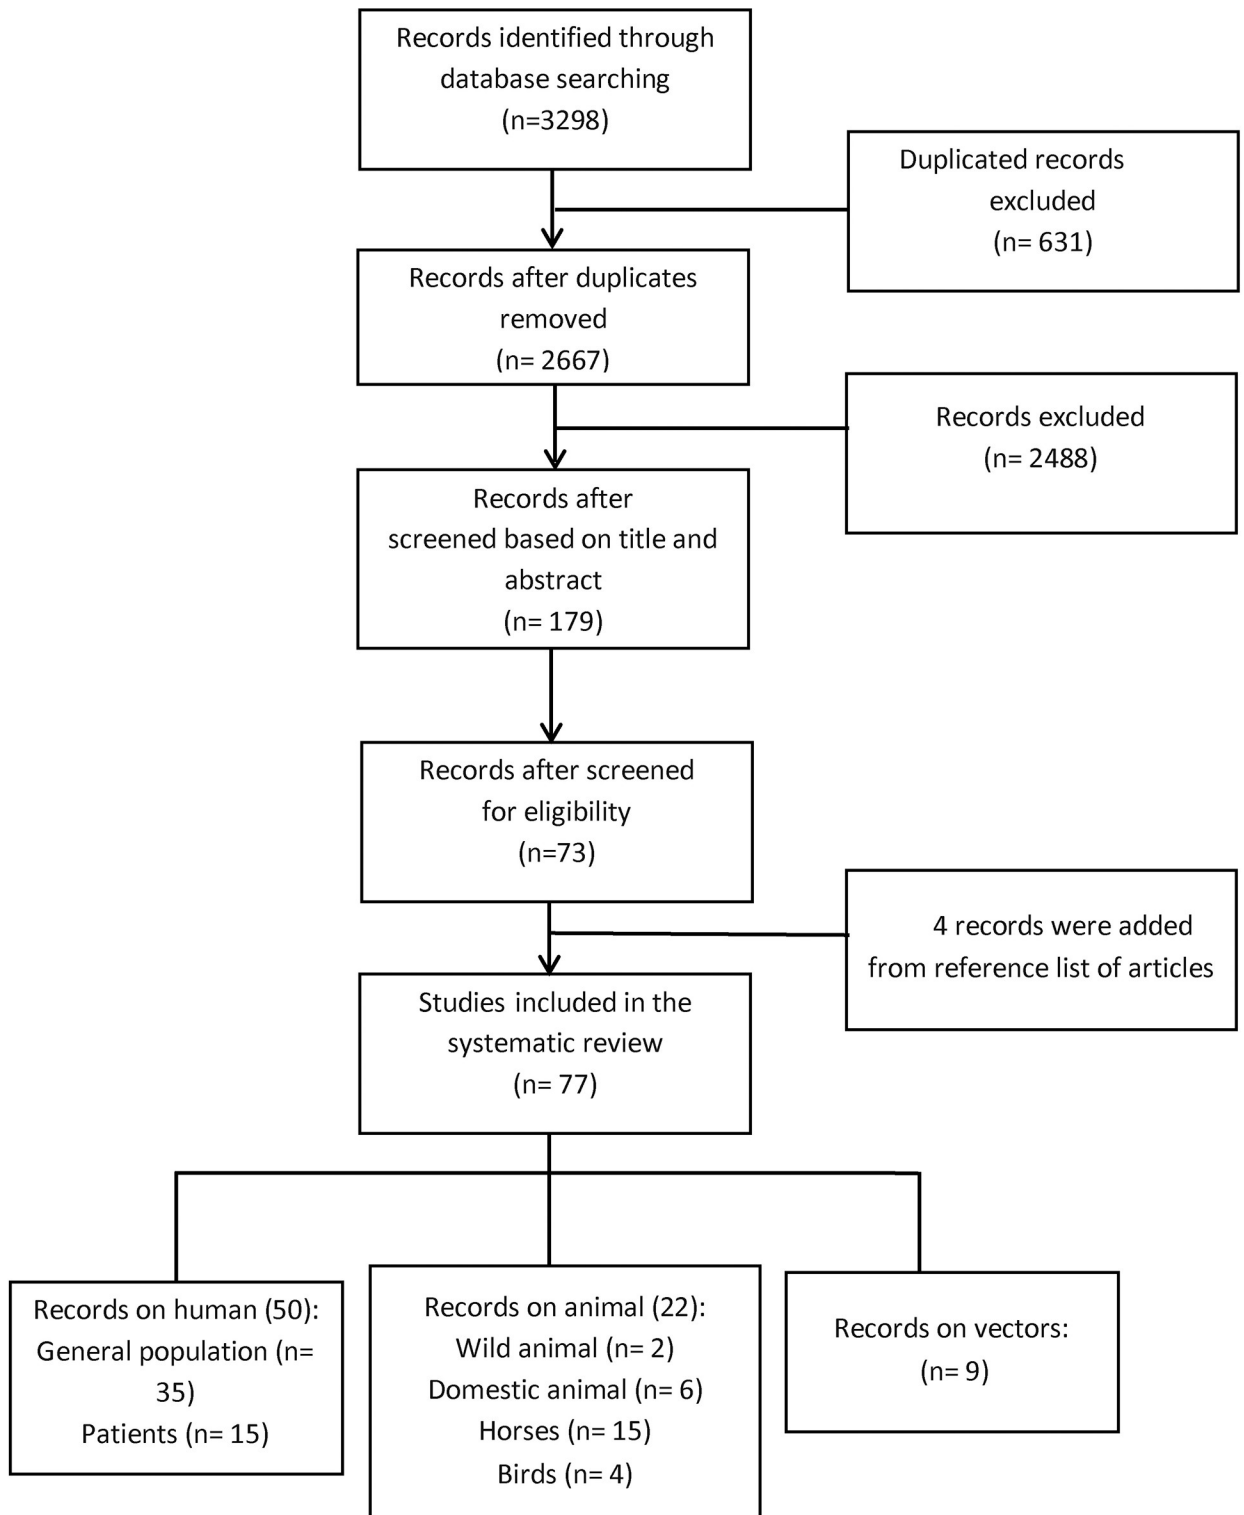 Records identified through
database searching
(n=3298)
Duplicated records
excluded
(n= 631)
Records after duplicates
removed
(n= 2667)
Records excluded
(n= 2488)
Records after
screened based on title and
abstract
(n= 179)
Records after screened
for eligibility
(n=73)
4 records were added
from reference list of articles
Studies included in the
systematic review
(n= 77)
Records on human (50):
General population (n=
35)
Patients (n= 15)
Records on animal (22):
Wild animal (n= 2)
Domestic animal (n= 6)
Horses (n= 15)
Birds (n= 4)
Records on vectors:
(n= 9)